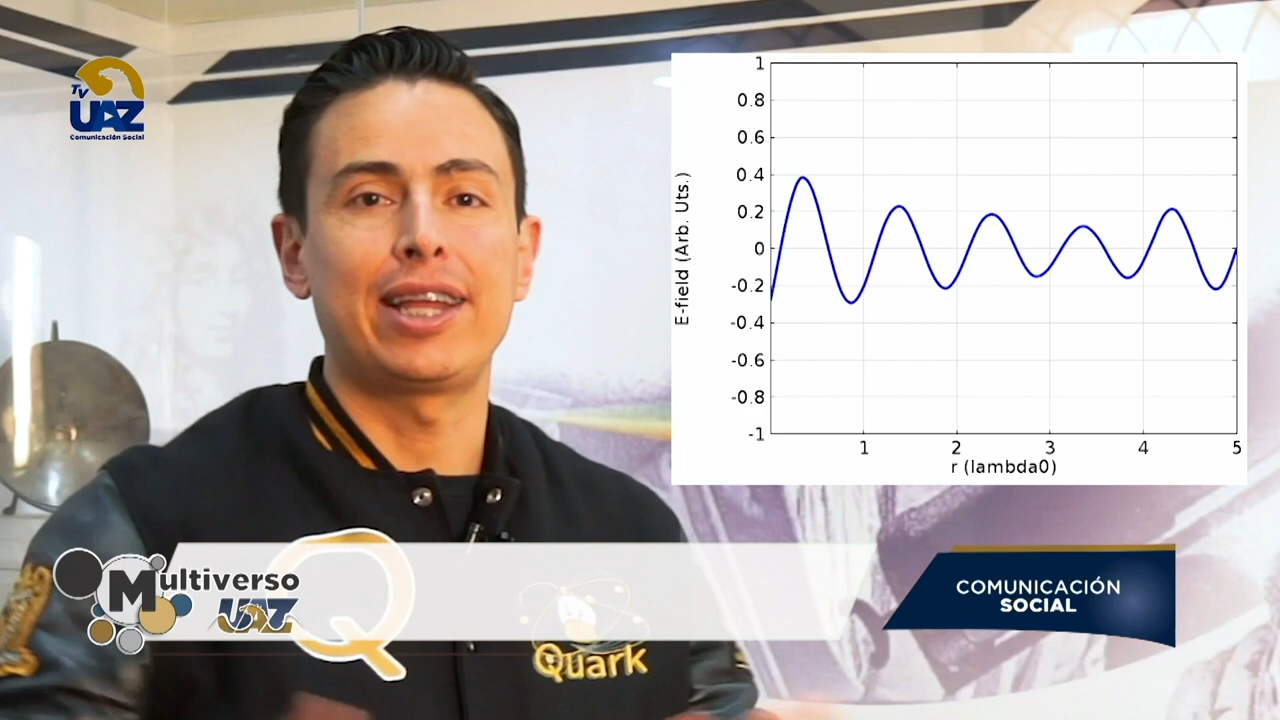 TV
UAZ
Comunicación Social
1
0.8
0.6
0.4
0.2
0
-0.2
-0.4
-0.6
-0.8
-1
E-field (Arb. Uts.)
1 2 3 4 5
r (lambda0)
Multiverso
UAZ
Q
Quark
COMUNICACIÓN
SOCIAL